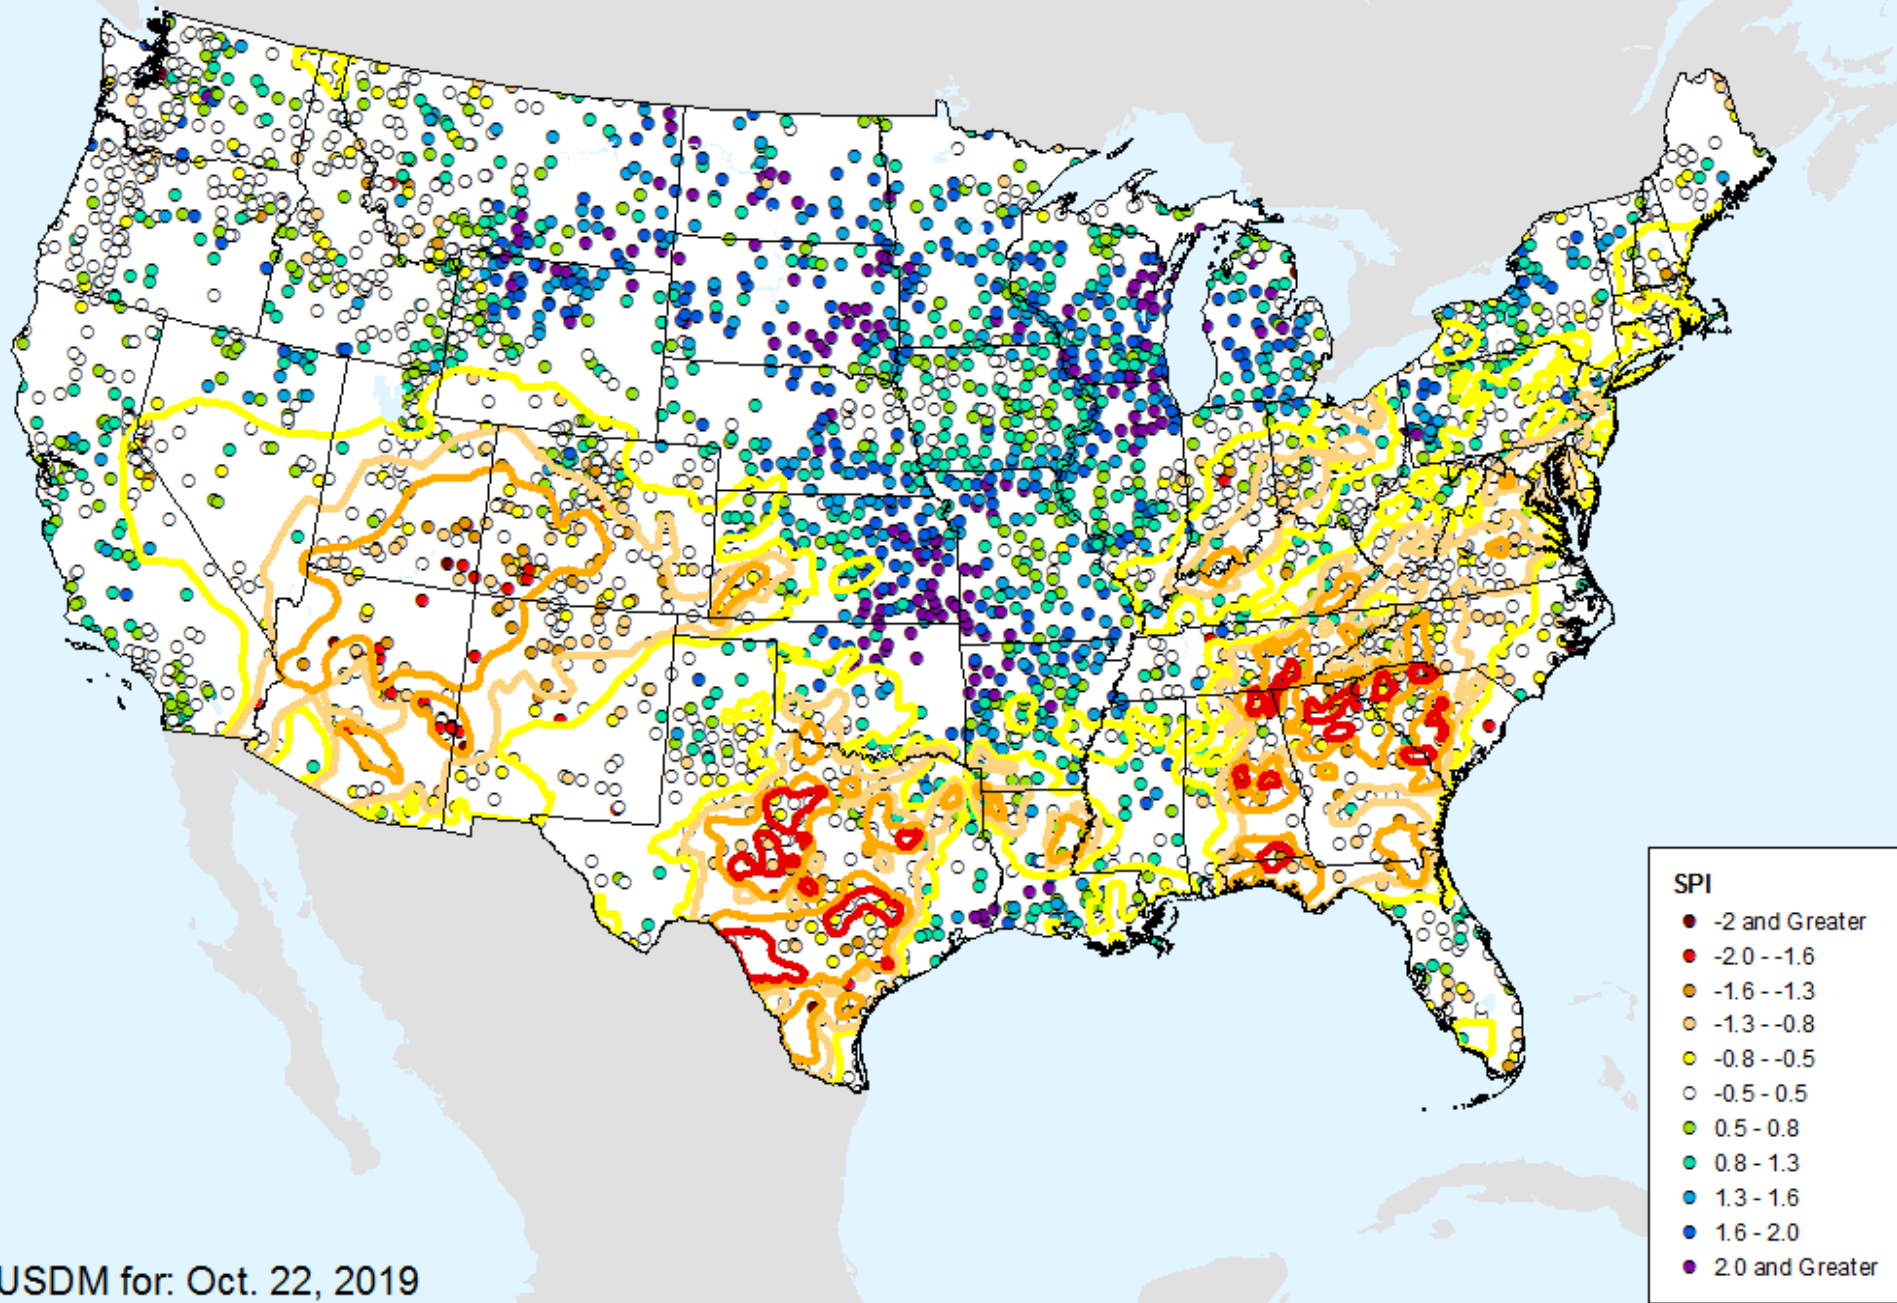 SPI
-2 and Greater
-2.0 - -1.6
-1.6 - -1.3
-1.3 - -0.8
-0.8 - -0.5
-0.5 - 0.5
0.5 - 0.8
0.8 - 1.3
1.3 - 1.6
1.6 - 2.0
2.0 and Greater
USDM for: Oct. 22, 2019